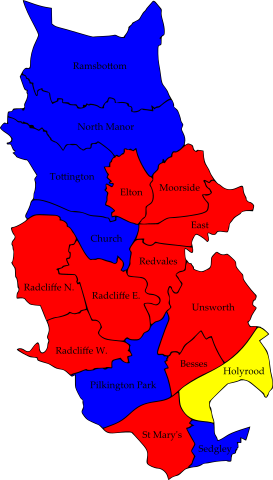 Ramsbottom
North Manor
Tottington
Elton
Moorside
East
Church
Redvales
Radcliffe N.
Radcliffe E.
Unsworth
Radcliffe W.
Besses
Holyrood
Pilkington Park
St Mary's
Sedgley